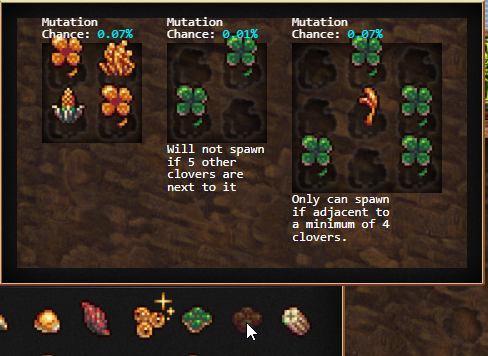 Mutation
Chance: 0.07%
Mutation
Chance: 0.01%
Will not spawn
if 5 other
clovers are
next to it
Mutation
Chance: 0.07%
Only can spawn
if adjacent to
a minimum of 4
clovers.